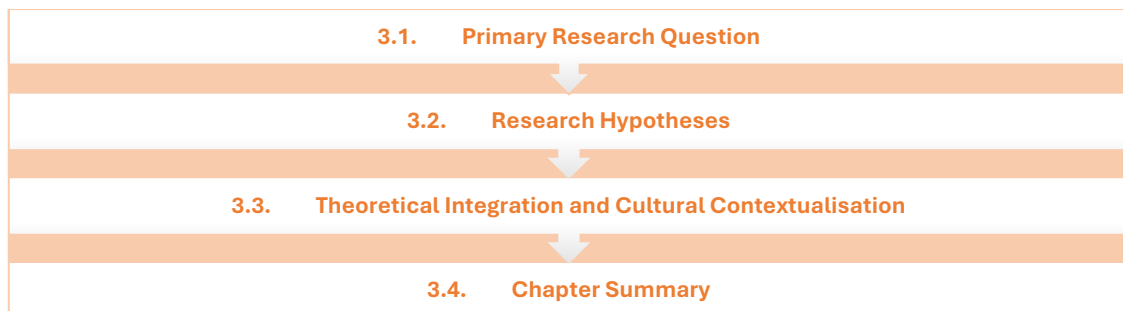 3.1. Primary Research Question
3.2. Research Hypotheses
3.3. Theoretical Integration and Cultural Contextualisation
3.4. Chapter Summary